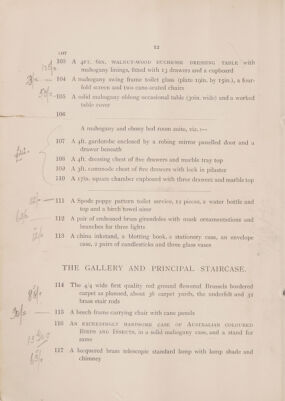 12
LOT
103 A 4ft. 6in. WALNUT-WOOD DUCHESSE DRESSING TABLE with
mahogany linings, fitted with 13 drawers and a cupboard
104 A mahogany swing frame toilet glass (plate 19in. by 15in.), a four-
fold screen and two cane-seated chairs
105 A solid mahogany oblong occasional table (30in. wide) and a worked
table cover
106
A mahogany and ebony bed room suite, viz.:—
107 A 4ft. garderobe enclosed by a robing mirror panelled door and a
drawer beneath
108 A 4ft. dressing chest of five drawers and marble tray top
109 A 3ft. commode chest of five drawers with lock in pilaster
110 A 17in. square chamber cupboard with three drawers and marble top
111 A Spode poppy pattern toilet service, 12 pieces, a water bottle and
top and a birch towel airer
112 A pair of embossed brass girandoles with mask ornamentations and
branches for three lights
113 A china inkstand, a blotting book, a stationery case, an envelope
case, 2 pairs of candlesticks and three glass vases
THE GALLERY AND PRINCIPAL STAIRCASE.
114 The 4/4 wide first quality red ground flowered Brussels bordered
carpet as planned, about 36 carpet yards, the underfelt and 32
brass stair rods
115 A beech frame carrying chair with cane panels
116 AN EXCEEDINGLY HANDSOME CASE OF AUSTRALIAN COLOURED
BIRDS AND INSECTS, in a solid mahogany case, and a stand for
same
117 A lacquered brass telescopic standard lamp with lamp shade and
chimney